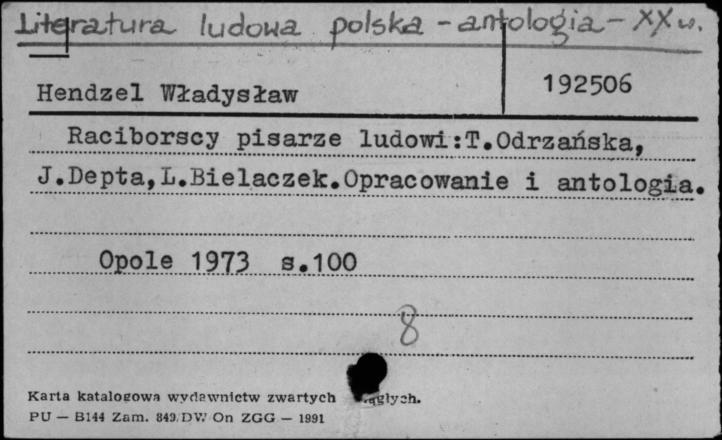 Literatura ludowa polska - antologia - XX w.
Hendzel Władysław 192506
Raciborscy pisarze ludowi:T.Odrzańska,
J.Depta,L.Bielaczek.Opracowanie i antologia.
Opole 1973 s.100
8
Karta katalogowa wydawnictw zwartych
PU — B144 Zam. 849/DW/On ZGG — 1991